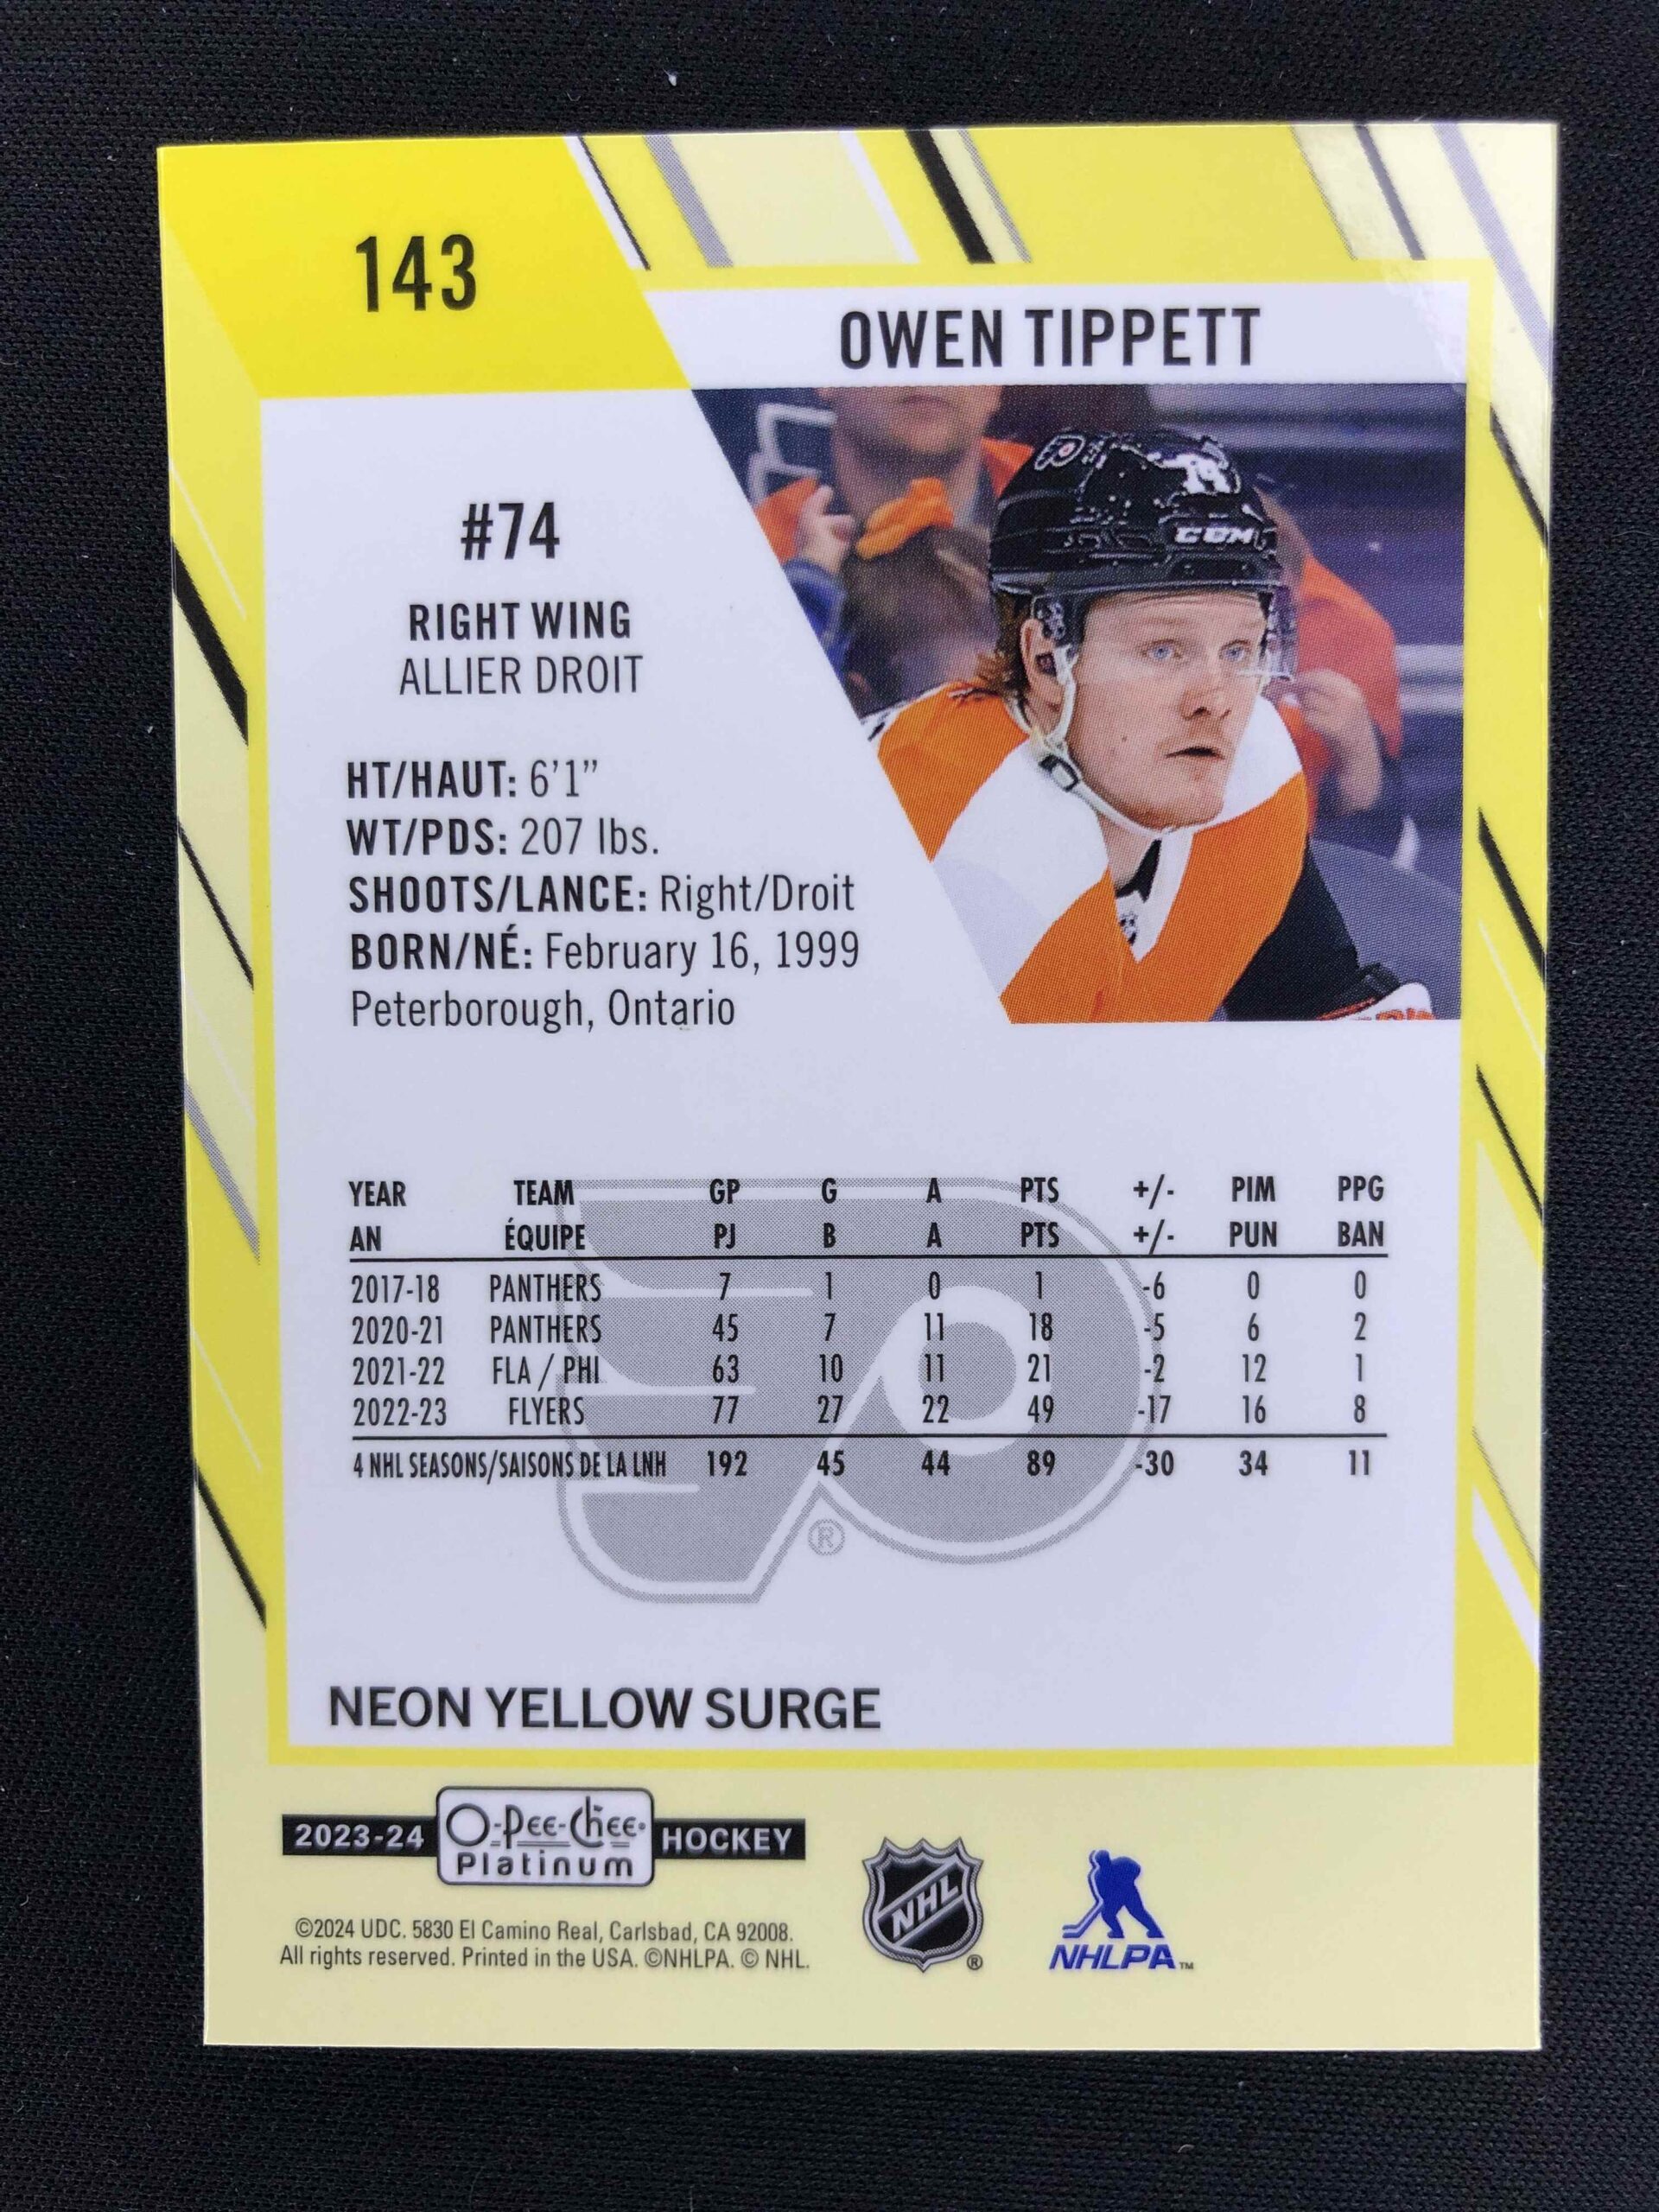 143
OWEN TIPPETT
74
CCM
#74
RIGHT WING
ALLIER DROIT
HT/HAUT: 6'1"
WT/PDS: 207 lbs.
SHOOTS/LANCE: Right/Droit
BORN/NÉ: February 16, 1999
Peterborough, Ontario
YEAR TEAM GP G A PTS +/- PIM PPG
AN ÉQUIPE PJ B A PTS +/- PUN BAN
2017-18 PANTHERS 7 1 0 1 -6 0 0
2020-21 PANTHERS 45 7 11 18 -5 6 2
2021-22 FLA / PHI 63 10 11 21 -2 12 1
2022-23 FLYERS 77 27 22 49 -17 16 8
4 NHL SEASONS/SAISONS DE LA LNH 192 45 44 89 -30 34 11
®
NEON YELLOW SURGE
2023-24 O-Pee-Chee HOCKEY
Platinum
©2024 UDC. 5830 El Camino Real, Carlsbad, CA 92008.
All rights reserved. Printed in the USA. ©NHLPA. © NHL.
NHL ®
NHLPA™